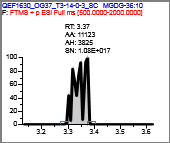 QEF1530_OG37_T3-14-0-3_SC MGDG-36:10
F: FTMS + p ESI Full ms [500.0000-2000.0000]
RT: 3.37
AA: 11123
AH: 3825
SN: 1.08E+017
100
80
60
40
20
0
3.2 3.3 3.4 3.5 3.6